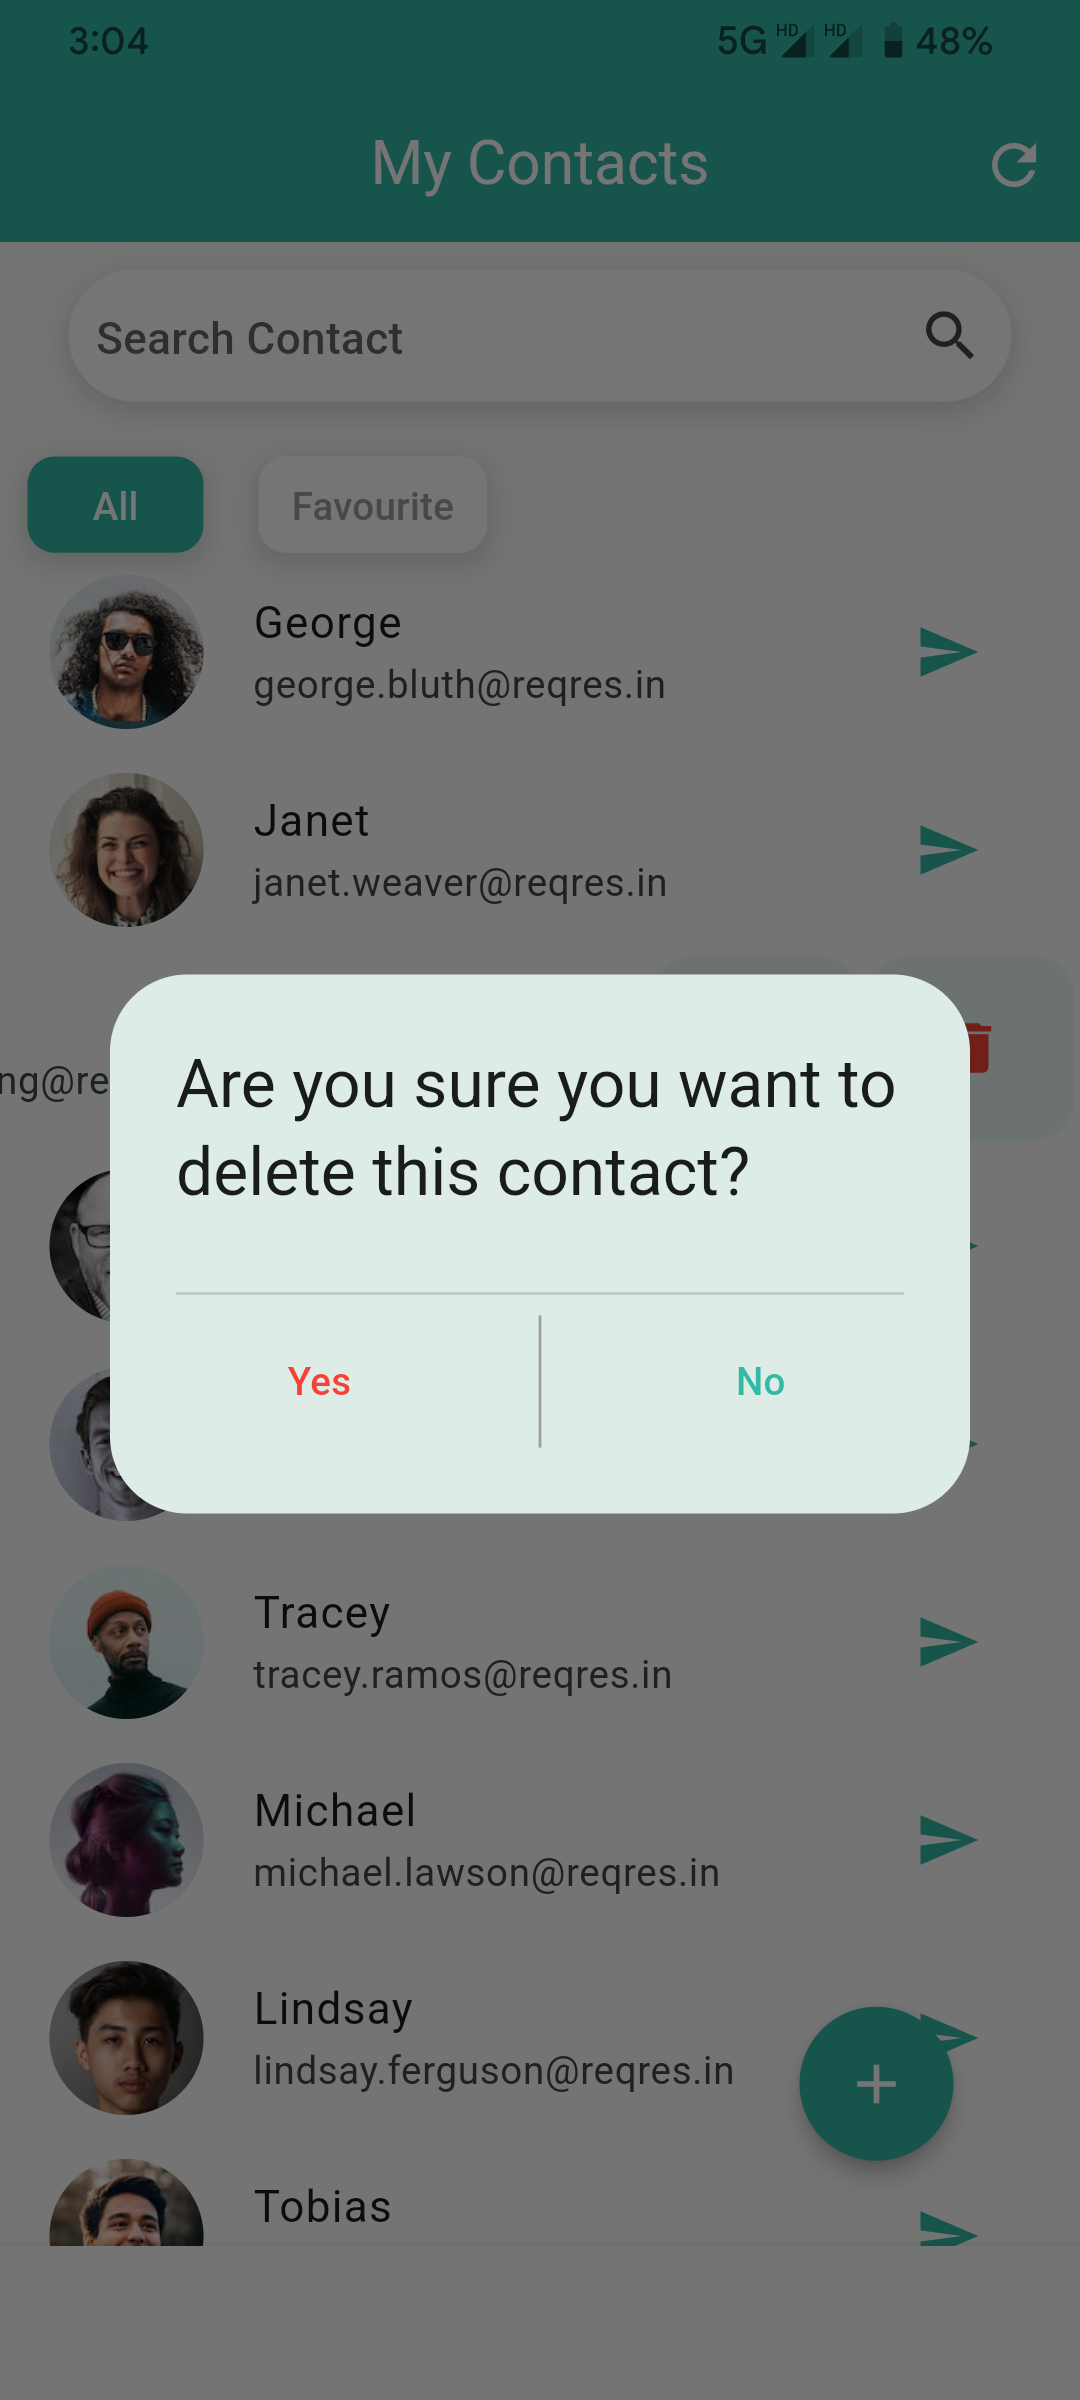 3:04 5G HD HD 48%
My Contacts
Search Contact
All Favourite
George
george.bluth@reqres.in
Janet
janet.weaver@reqres.in
ng@re
Are you sure you want to
delete this contact?
Yes No
Tracey
tracey.ramos@reqres.in
Michael
michael.lawson@reqres.in
Lindsay
lindsay.ferguson@reqres.in
Tobias